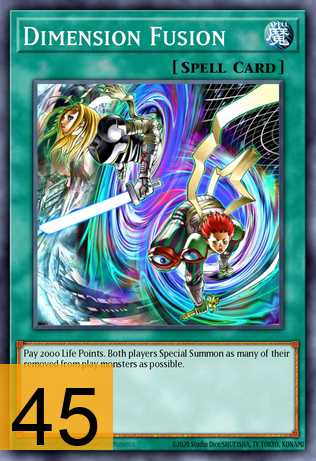 Dimension Fusion
魔
[ Spell Card ]
Pay 2000 Life Points. Both players Special Summon as many of their
removed from play monsters as possible.
45
©2020 Studio Dice/SHUEISHA, TV TOKYO, KONAMI